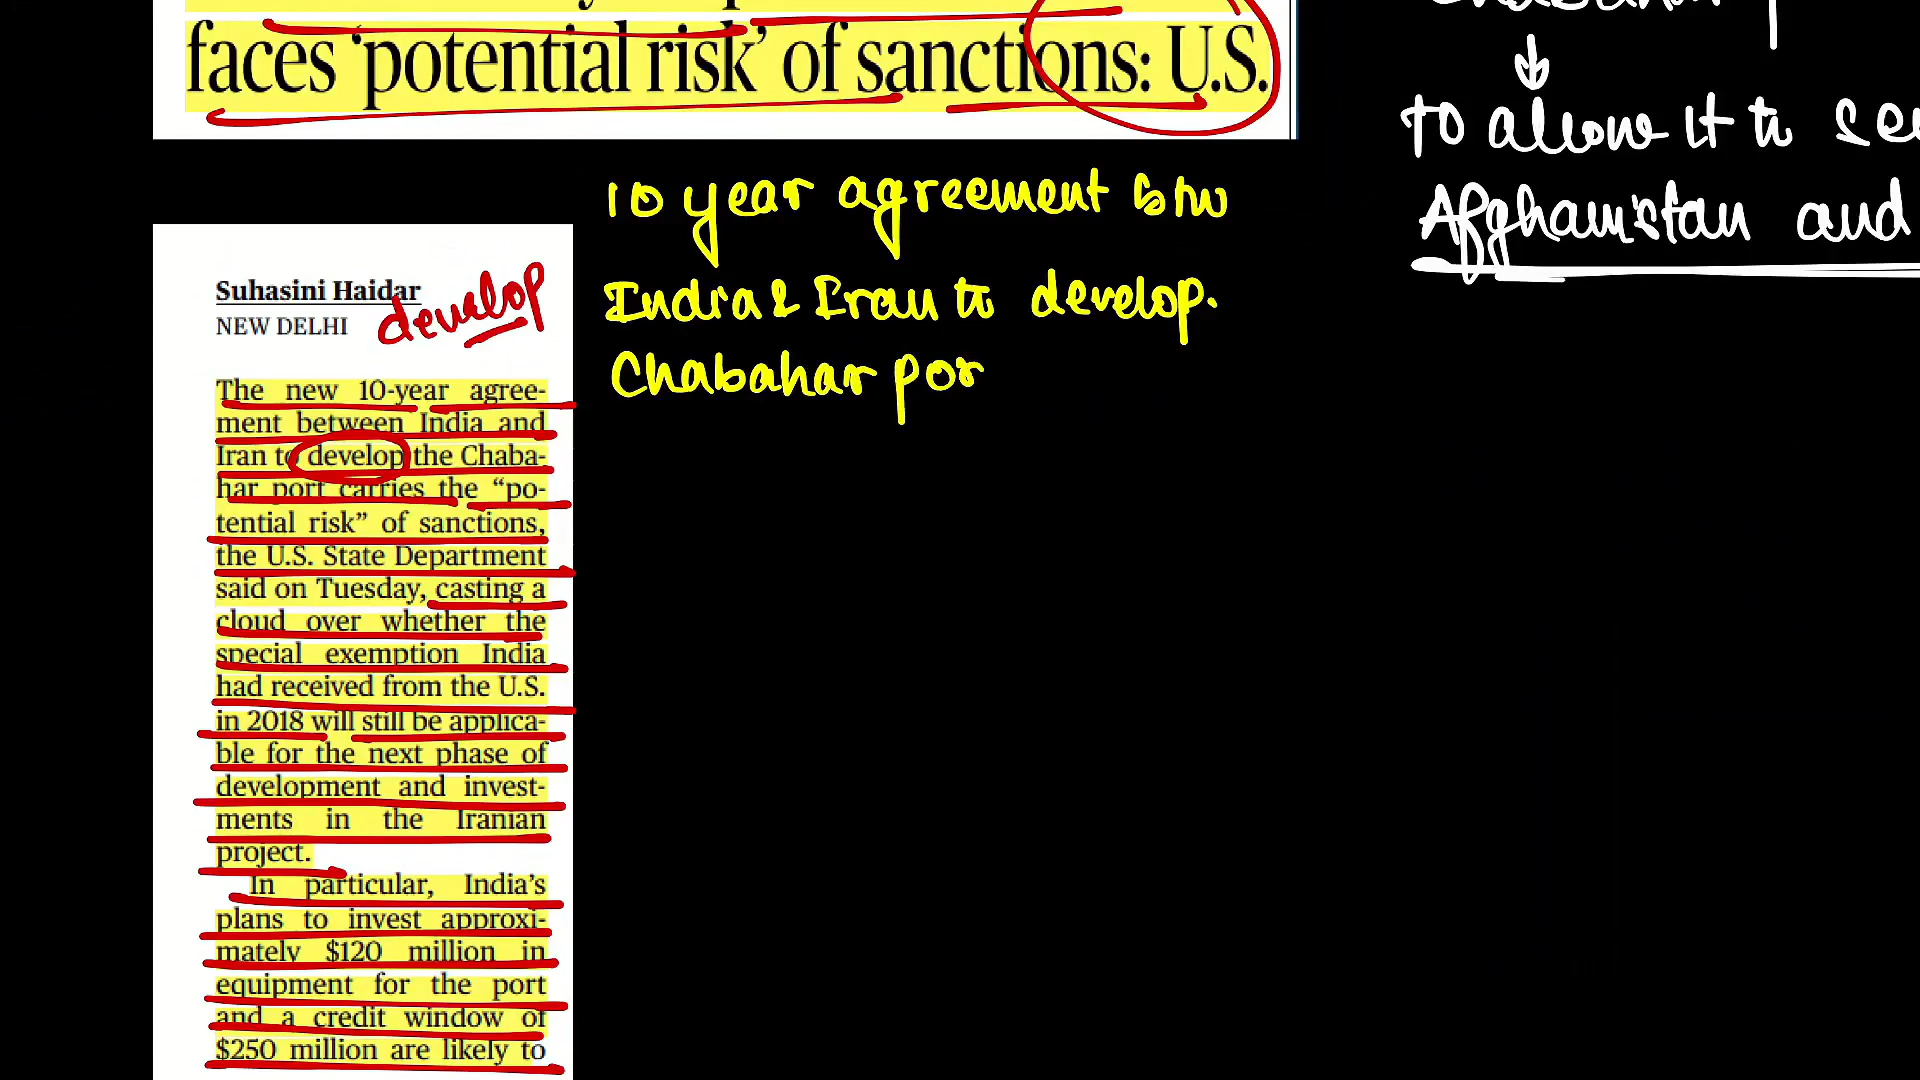 faces ‘potential risk’ of sanctions: U.S.
Suhasini Haidar
NEW DELHI
develop
The new 10-year agree-
ment between India and
Iran to develop the Chaba-
har port carries the “po-
tential risk” of sanctions,
the U.S. State Department
said on Tuesday, casting a
cloud over whether the
special exemption India
had received from the U.S.
in 2018 will still be applica-
ble for the next phase of
development and invest-
ments in the Iranian
project.
In particular, India’s
plans to invest approxi-
mately $120 million in
equipment for the port
and a credit window of
$250 million are likely to
10 year agreement btw
India & Iran to develop.
Chabahar por
Chabahar p
to allow it to se
Afghanistan and